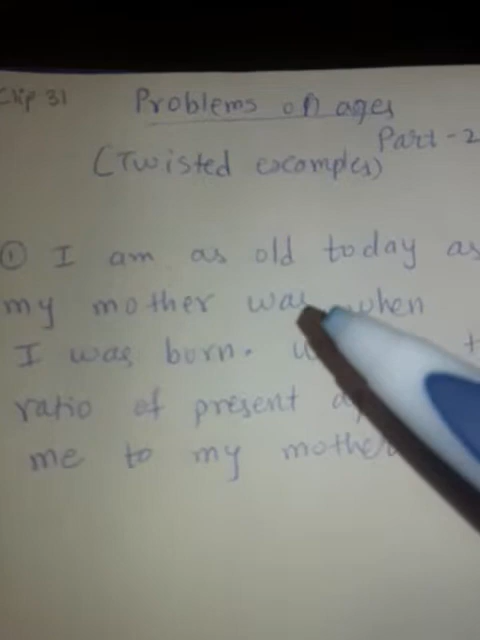 Clip 31
Problems on ages
Part-2
(Twisted examples)
① I am as old today as
my mother was when
I was born.
ratio of present
me to my mother